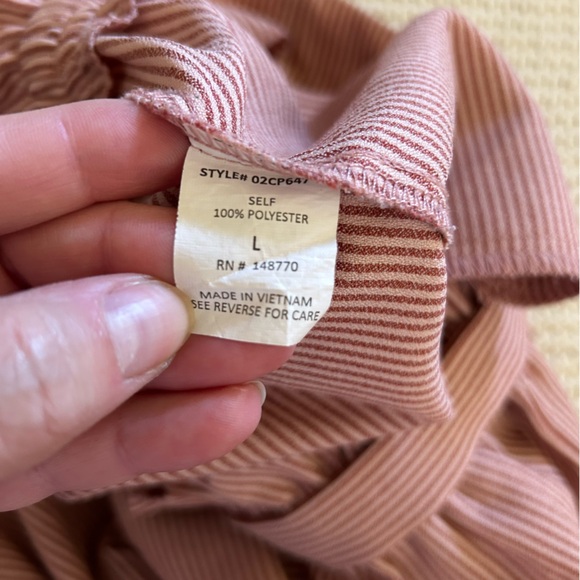 STYLE# 02CP647
SELF
100% POLYESTER
L
RN # 148770
MADE IN VIETNAM
SEE REVERSE FOR CARE